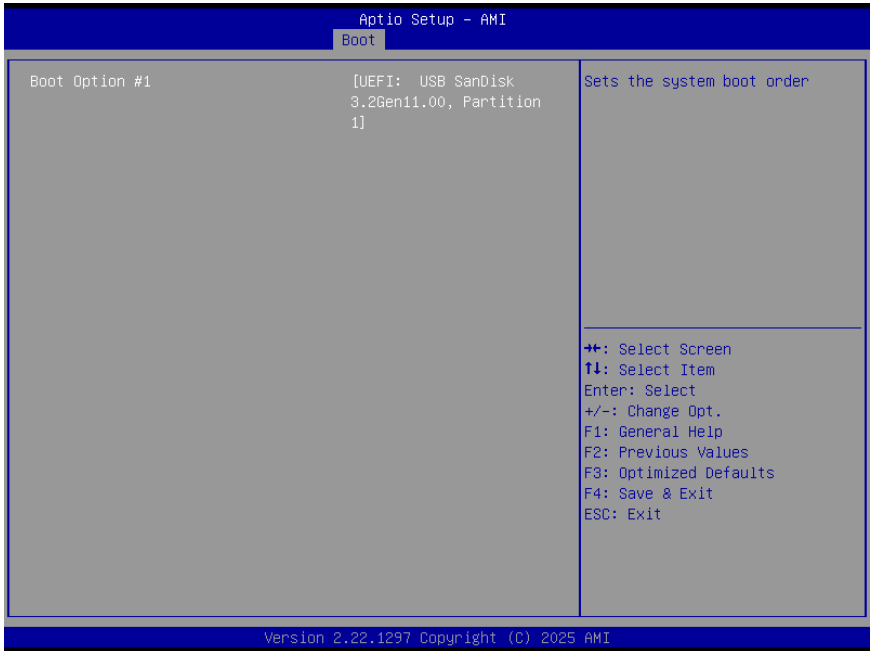 Aptio Setup - AMI
Boot
Boot Option #1
[UEFI:  USB SanDisk
3.2Gen11.00, Partition
1]
Sets the system boot order
→←: Select Screen
↑↓: Select Item
Enter: Select
+/-: Change Opt.
F1: General Help
F2: Previous Values
F3: Optimized Defaults
F4: Save & Exit
ESC: Exit
Version 2.22.1297 Copyright (C) 2025 AMI